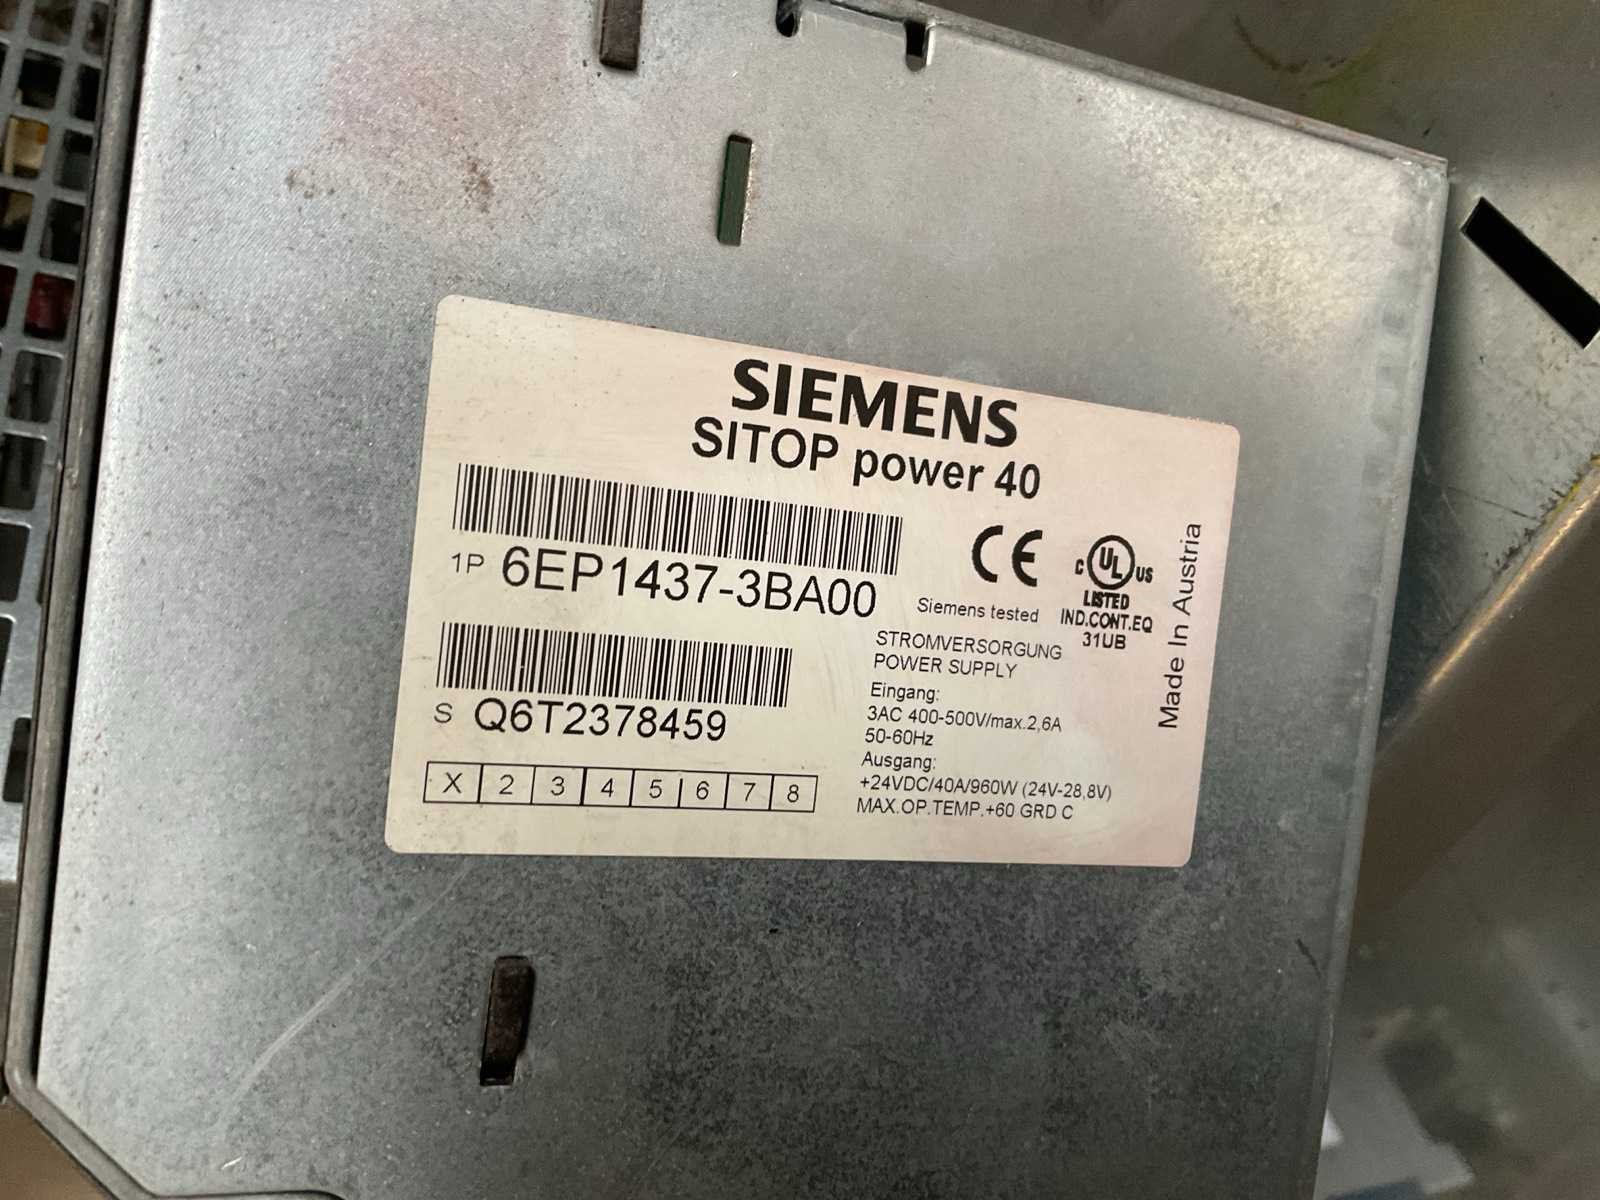 SIEMENS
SITOP power 40
1P 6EP1437-3BA00
S Q6T2378459
X 2 3 4 5 6 7 8
CE
Siemens tested
C UL US
LISTED
IND.CONT.EQ
31UB
STROMVERSORGUNG
POWER SUPPLY
Eingang:
3AC 400-500V/max.2,6A
50-60Hz
Ausgang:
+24VDC/40A/960W (24V-28,8V)
MAX.OP.TEMP.+60 GRD C
Made In Austria